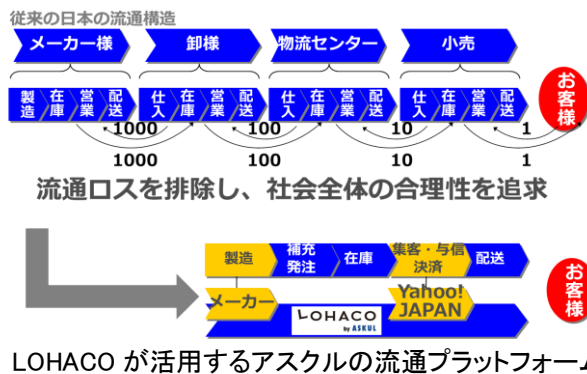 従来の日本の流通構造
メーカー様 卸様 物流センター 小売
製造 在庫 営業 配送 仕入 在庫 営業 配送 仕入 在庫 営業 配送 仕入 在庫 営業 配送 お客様
1000 100 10 1
1000 100 10 1
流通ロスを排除し、社会全体の合理性を追求
製造 補充発注 在庫 集客・与信決済 配送
メーカー Yahoo! JAPAN お客様
LOHACO by ASKUL
LOHACO が活用するアスクルの流通プラットフォーム